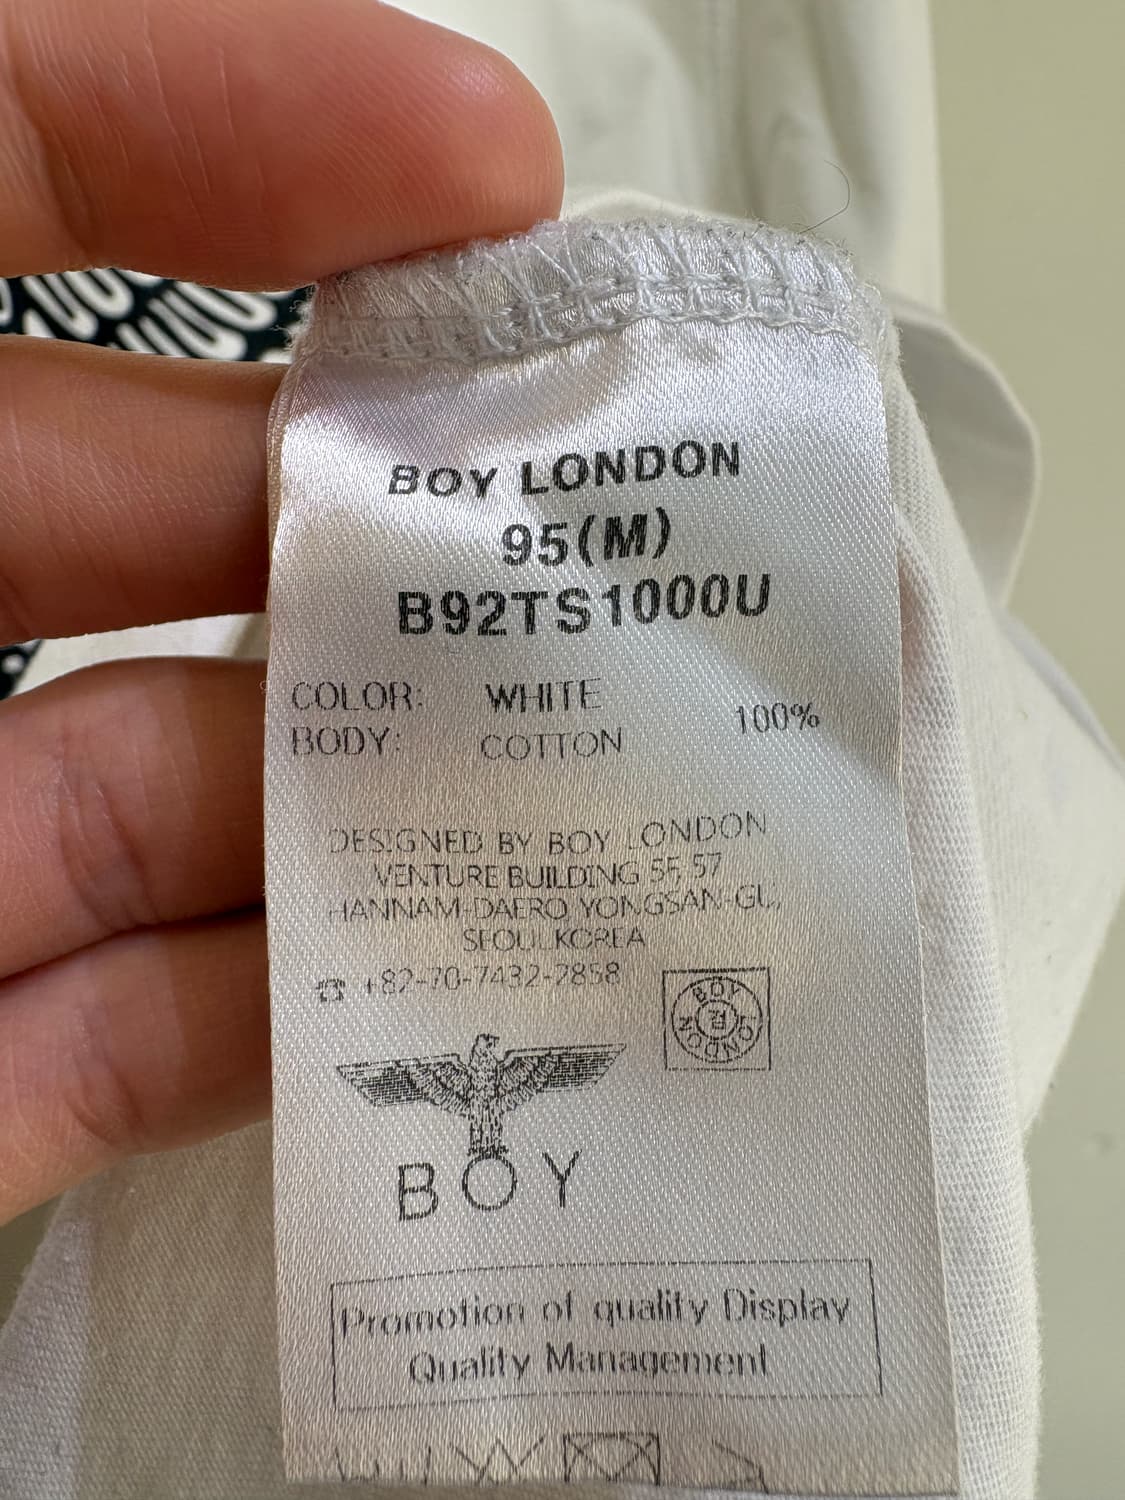 BOY LONDON
95(M)
B92TS1000U
COLOR: WHITE
BODY: COTTON 100%
DESIGNED BY BOY LONDON
VENTURE BUILDING 57
HANNAM-DAERO YONGSAN-GU,
SEOUL KOREA
☎ +82-70-7432-2858
BOY LONDON
BOY
Promotion of quality Display
Quality Management